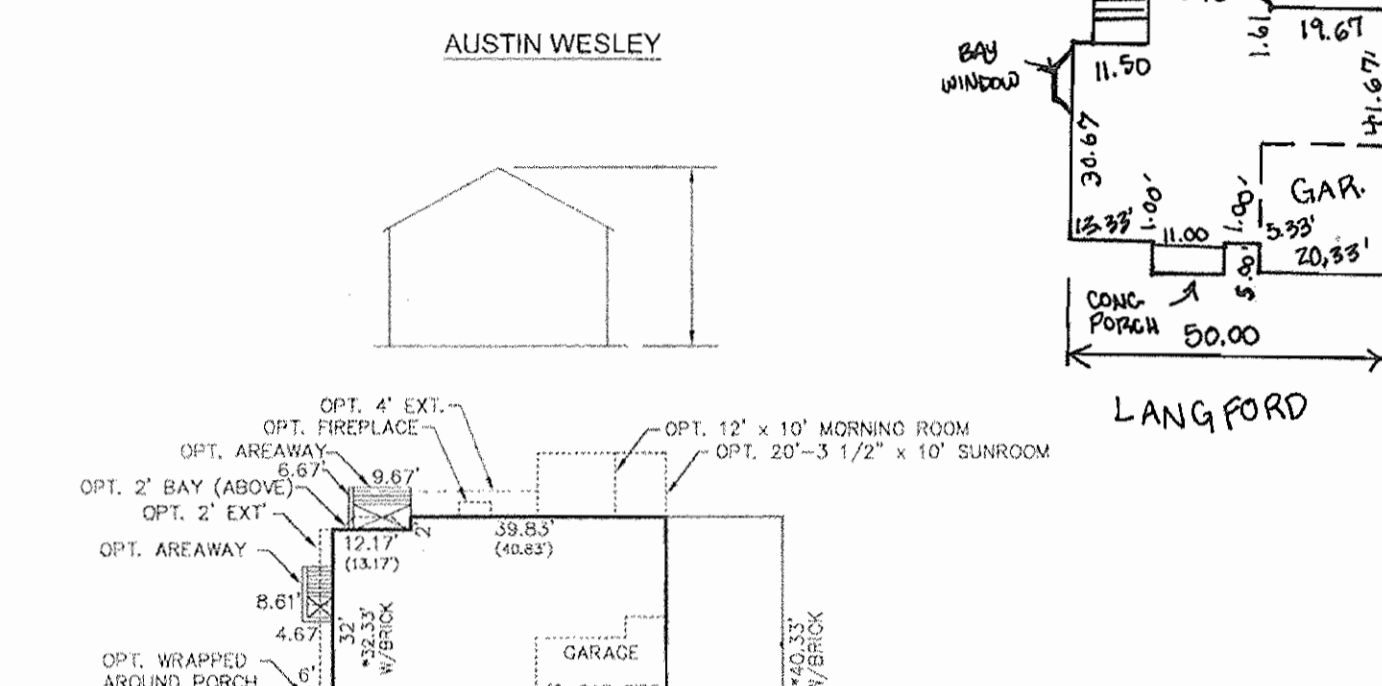 AUSTIN WESLEY
BAY
WINDOW
11.50
1.61
19.67
41.67'
30.67
GAR.
13.33'
1.00'
11.00
1.00'
5.33'
20.33'
5.00'
CONC
PORCH
50.00
LANGFORD
OPT. 4' EXT.
OPT. FIREPLACE
OPT. AREAWAY
6.67'
9.67'
OPT. 2' BAY (ABOVE)
OPT. 2' EXT'
OPT. AREAWAY
OPT. 12' x 10' MORNING ROOM
OPT. 20'-3 1/2" x 10' SUNROOM
12.17'
(13.17')
2'
39.83'
(40.83')
8.61'
4.67'
32'
*32.33'
W/BRICK
GARAGE
*40.33'
W/BRICK
OPT. WRAPPED
AROUND PORCH
6'